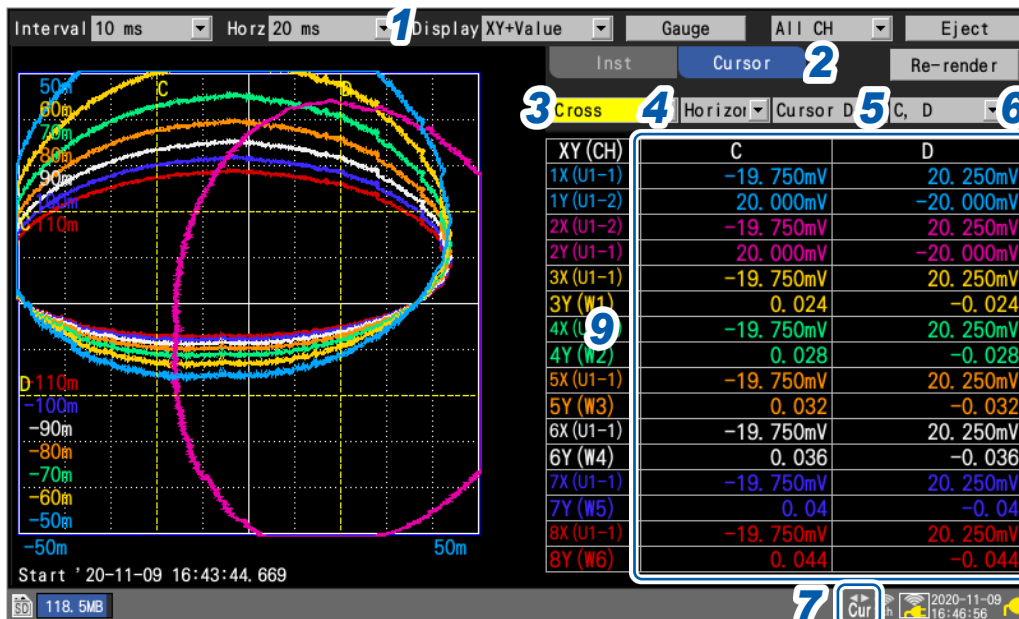 Interval 10 ms Horz 20 ms 1 Display XY+Value Gauge All CH Eject
Inst Cursor 2 Re-render
3 Cross 4 Horizor Cursor D 5 C, D 6
XY(CH) C D
1X(U1-1) -19.750mV 20.250mV
1Y(U1-2) 20.000mV -20.000mV
2X(U1-2) -19.750mV 20.250mV
2Y(U1-1) 20.000mV -20.000mV
3X(U1-1) -19.750mV 20.250mV
3Y(W1) 0.024 -0.024
9
4X(U -19.750mV 20.250mV
4Y(W2) 0.028 -0.028
5X(U1-1) -19.750mV 20.250mV
5Y(W3) 0.032 -0.032
6X(U1-1) -19.750mV 20.250mV
6Y(W4) 0.036 -0.036
7X(U1-1) -19.750mV 20.250mV
7Y(W5) 0.04 -0.04
8X(U1-1) -19.750mV 20.250mV
8Y(W6) 0.044 -0.044
C D
50m
60m
70m
80m
90m
C 110m
D -110m
-100m
-90m
-80m
-70m
-60m
-50m
-50m 50m
Start '20-11-09 16:43:44.669
SD 118.5MB 7 Cur 2020-11-09
16:46:56